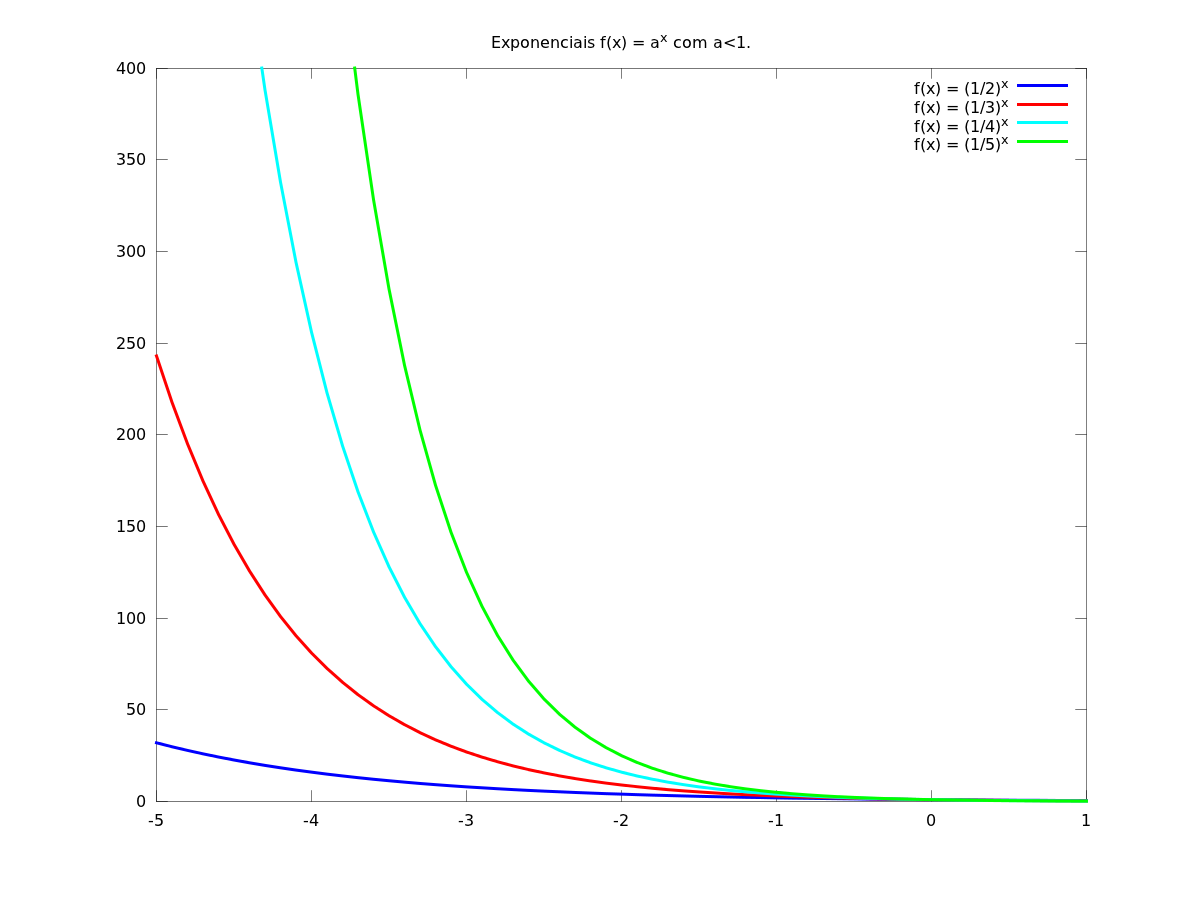 Exponenciais f(x) = aˣ com a<1.
400
f(x) = (1/2)ˣ
f(x) = (1/3)ˣ
f(x) = (1/4)ˣ
f(x) = (1/5)ˣ
350
300
250
200
150
100
50
0
-5 -4 -3 -2 -1 0 1